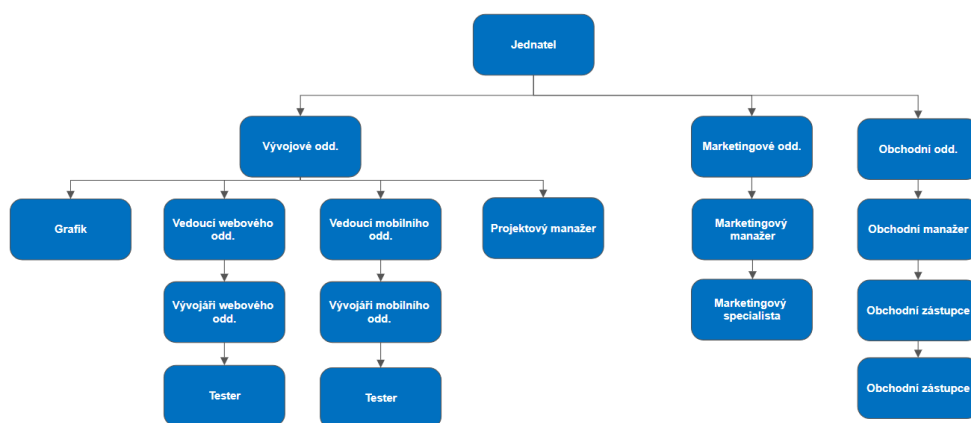 Jednatel
Vývojové odd.
Marketingové odd.
Obchodní odd.
Grafik
Vedoucí webového
odd.
Vedoucí mobilního
odd.
Projektový manažer
Marketingový
manažer
Obchodní manažer
Vývojáři webového
odd.
Vývojáři mobilního
odd.
Marketingový
specialista
Obchodní zástupce
Tester
Tester
Obchodní zástupce